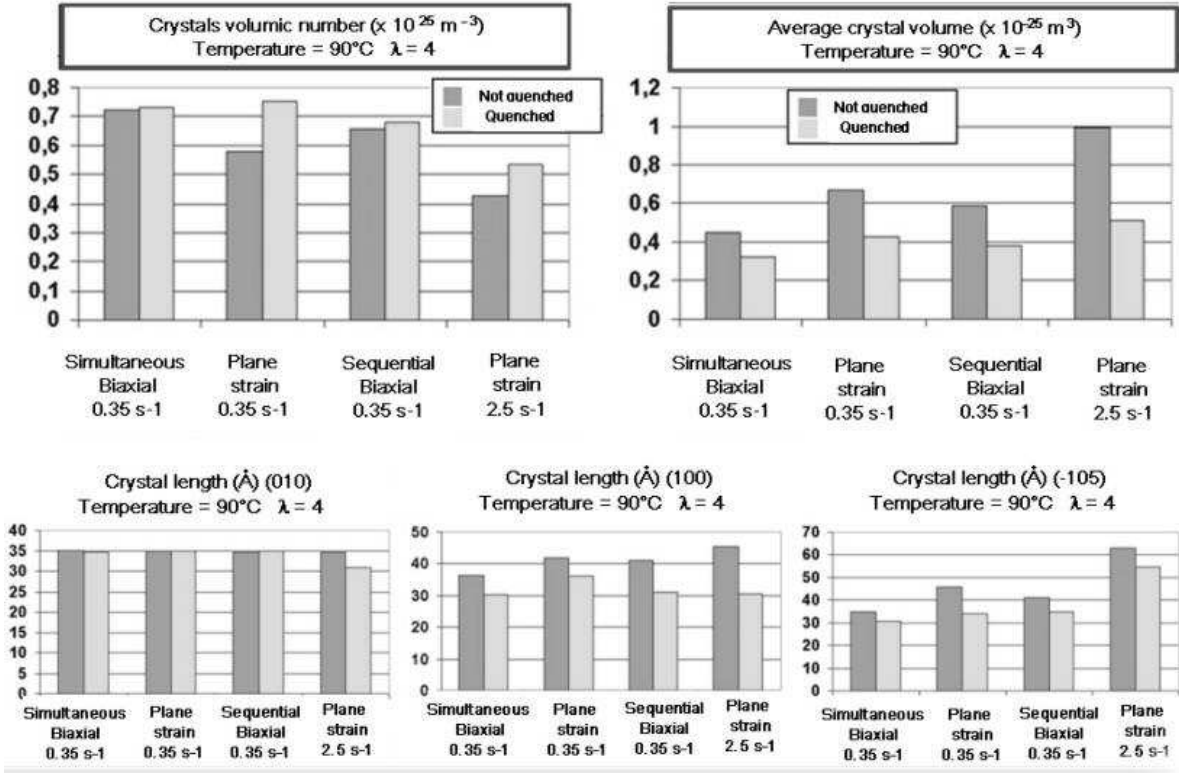 Crystals volumic number (x 10 25 m -3)
Temperature = 90°C λ = 4
0,8
0,7
0,6
0,5
0,4
0,3
0,2
0,1
0
Not quenched
Quenched
Simultaneous Biaxial 0.35 s-1
Plane strain 0.35 s-1
Sequential Biaxial 0.35 s-1
Plane strain 2.5 s-1
Average crystal volume (x 10-25 m3)
Temperature = 90°C λ = 4
1,2
1
0,8
0,6
0,4
0,2
0
Not quenched
Quenched
Simultaneous Biaxial 0.35 s-1
Plane strain 0.35 s-1
Sequential Biaxial 0.35 s-1
Plane strain 2.5 s-1
Crystal length (Å) (010)
Temperature = 90°C λ = 4
40
35
30
25
20
15
10
5
0
Simultaneous Biaxial 0.35 s-1
Plane strain 0.35 s-1
Sequential Biaxial 0.35 s-1
Plane strain 2.5 s-1
Crystal length (Å) (100)
Temperature = 90°C λ = 4
50
40
30
20
10
0
Simultaneous Biaxial 0.35 s-1
Plane strain 0.35 s-1
Sequential Biaxial 0.35 s-1
Plane strain 2.5 s-1
Crystal length (Å) (-105)
Temperature = 90°C λ = 4
70
60
50
40
30
20
10
0
Simultaneous Biaxial 0.35 s-1
Plane strain 0.35 s-1
Sequential Biaxial 0.35 s-1
Plane strain 2.5 s-1